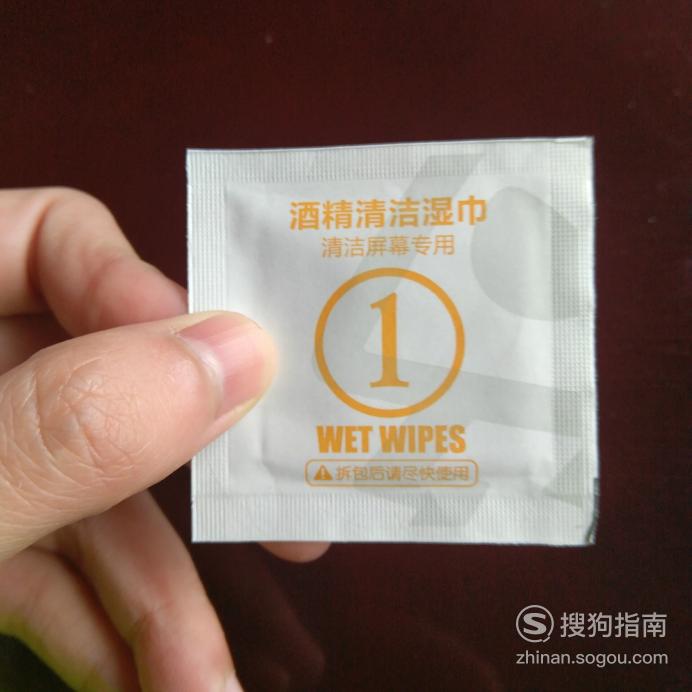 酒精清洁湿巾
清洁屏幕专用
1
WET WIPES
拆包后请尽快使用
搜狗指南
zhinan.sogou.com